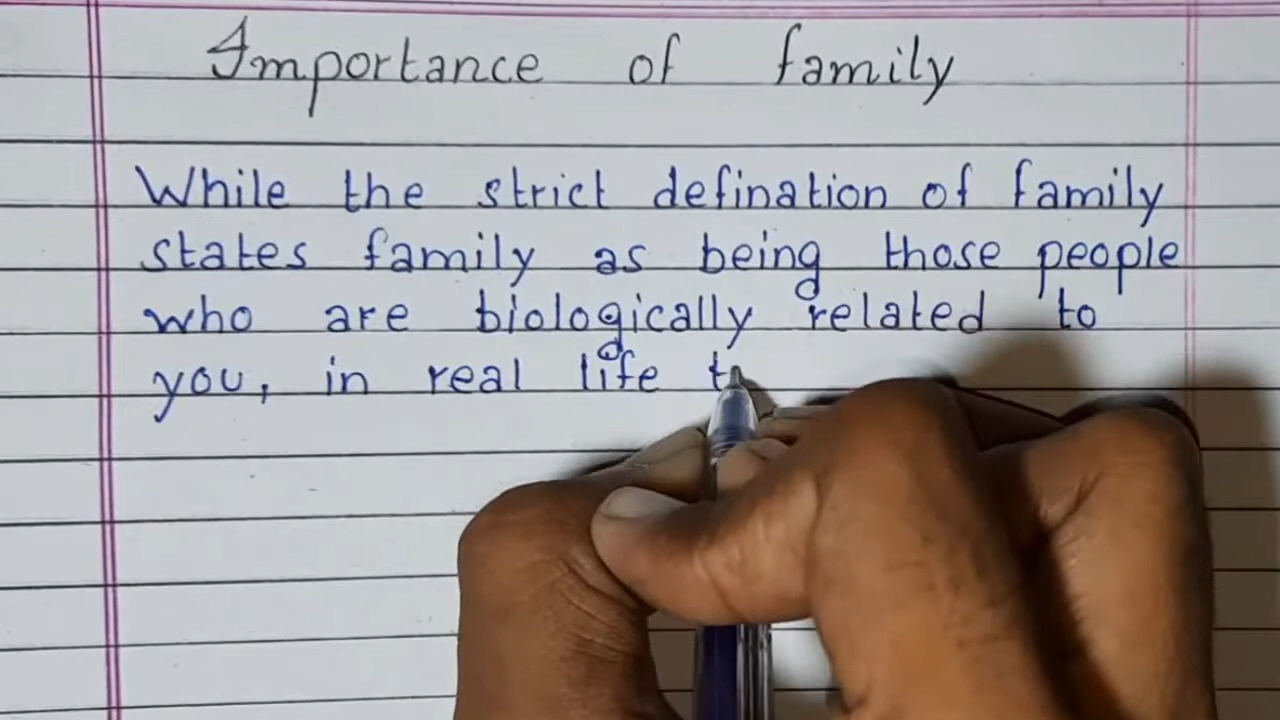 Importance of family
While the strict defination of family
states family as being those people
who are biologically related to
you, in real life t